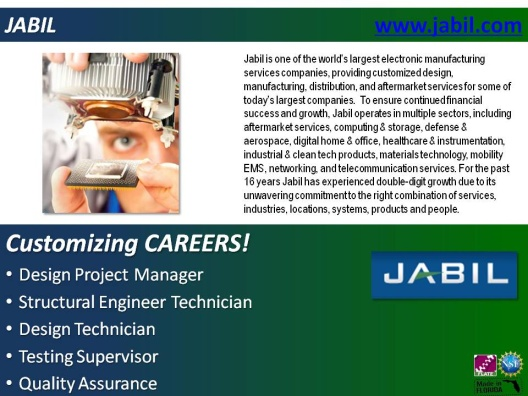 JABIL
www.jabil.com
Jabil is one of the world's largest electronic manufacturing
services companies, providing customized design,
manufacturing, distribution, and aftermarket services for some of
today's largest companies. To ensure continued financial
success and growth, Jabil operates in multiple sectors, including
aftermarket services, computing & storage, defense &
aerospace, digital home & office, healthcare & instrumentation,
industrial & clean tech products, materials technology, mobility
EMS, networking, and telecommunication services. For the past
16 years Jabil has experienced double-digit growth due to its
unwavering commitment to the right combination of services,
industries, locations, systems, products and people.
Customizing CAREERS!
• Design Project Manager
• Structural Engineer Technician
• Design Technician
• Testing Supervisor
• Quality Assurance
JABIL
FLATE
NSF
Made in
FLORIDA